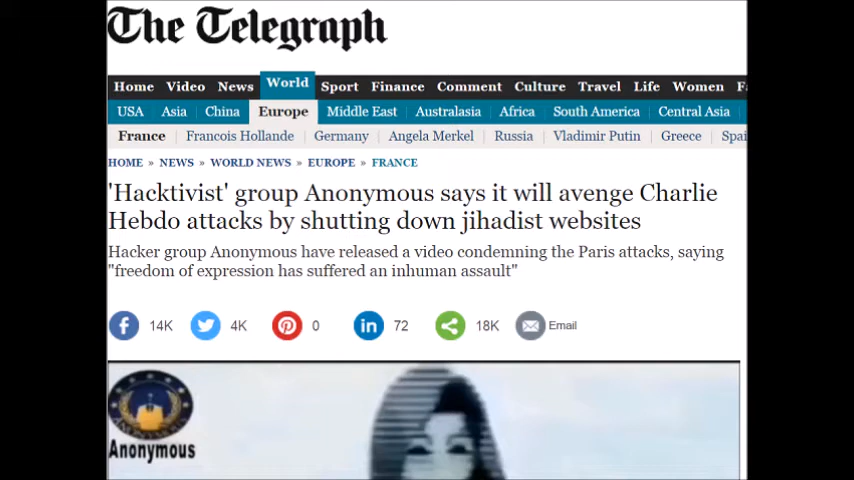 The Telegraph
Home Video News World Sport Finance Comment Culture Travel Life Women
USA Asia China Europe Middle East Australasia Africa South America Central Asia
France Francois Hollande Germany Angela Merkel Russia Vladimir Putin Greece
HOME » NEWS » WORLD NEWS » EUROPE » FRANCE
'Hacktivist' group Anonymous says it will avenge Charlie
Hebdo attacks by shutting down jihadist websites
Hacker group Anonymous have released a video condemning the Paris attacks, saying
"freedom of expression has suffered an inhuman assault"
14K 4K 0 in 72 18K Email
ANONYMOUS
Anonymous